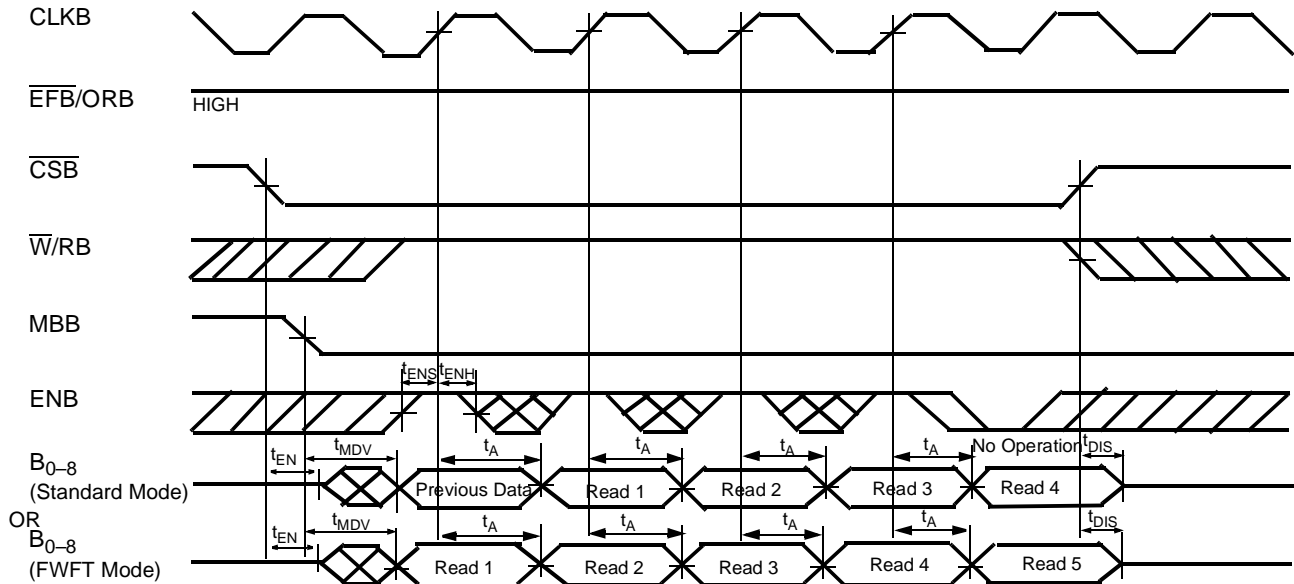 CLKB
EFB/ORB HIGH
CSB
W/RB
MBB
tENS tENH
ENB
tMDV tA tA tA tA No Operation tDIS
tEN
B0–8
(Standard Mode) Previous Data Read 1 Read 2 Read 3 Read 4
OR
tMDV tA tA tA tA tDIS
tEN
B0–8
(FWFT Mode) Read 1 Read 2 Read 3 Read 4 Read 5